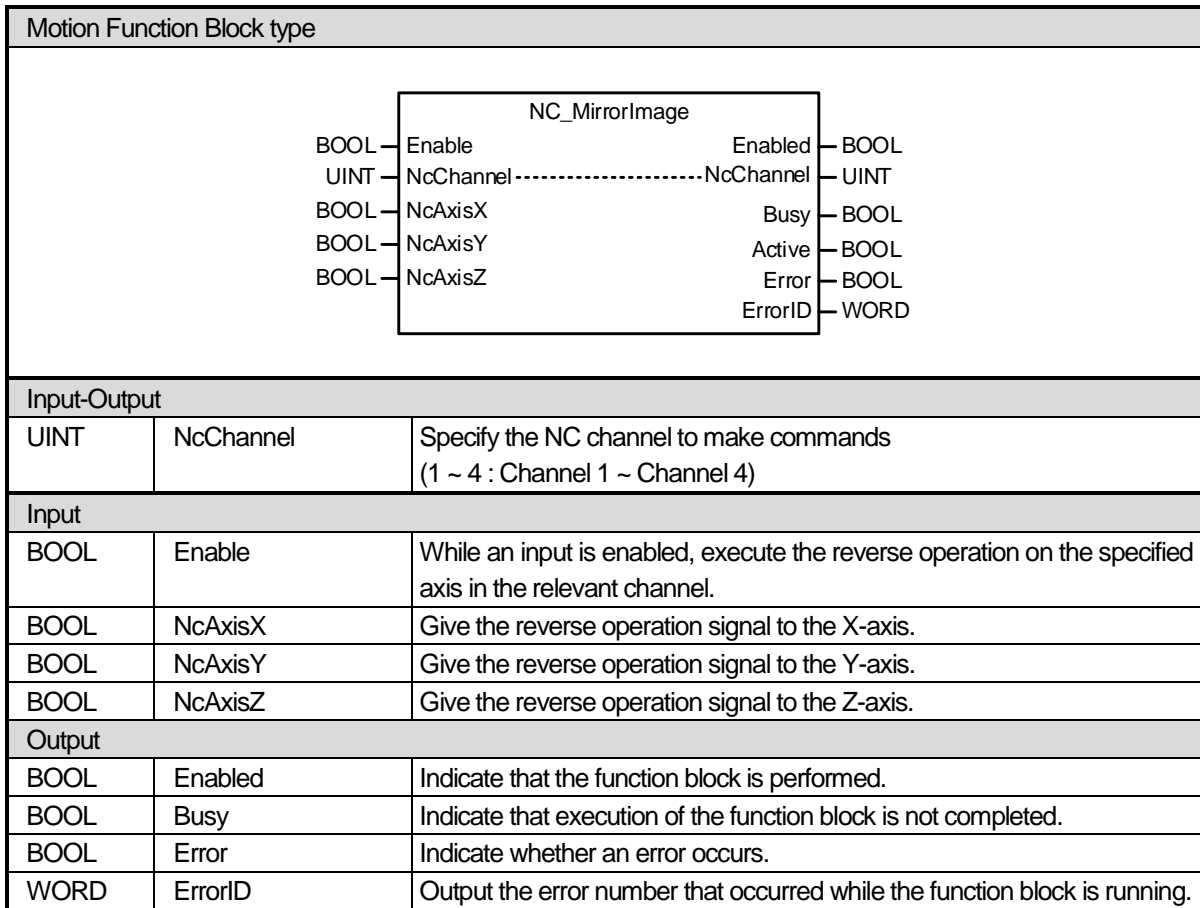 Motion Function Block type
NC_MirrorImage
BOOL Enable Enabled BOOL
UINT NcChannel NcChannel UINT
BOOL NcAxisX Busy BOOL
BOOL NcAxisY Active BOOL
BOOL NcAxisZ Error BOOL
ErrorID WORD
Input-Output
UINT NcChannel Specify the NC channel to make commands
(1 ~ 4 : Channel 1 ~ Channel 4)
Input
BOOL Enable While an input is enabled, execute the reverse operation on the specified
axis in the relevant channel.
BOOL NcAxisX Give the reverse operation signal to the X-axis.
BOOL NcAxisY Give the reverse operation signal to the Y-axis.
BOOL NcAxisZ Give the reverse operation signal to the Z-axis.
Output
BOOL Enabled Indicate that the function block is performed.
BOOL Busy Indicate that execution of the function block is not completed.
BOOL Error Indicate whether an error occurs.
WORD ErrorID Output the error number that occurred while the function block is running.